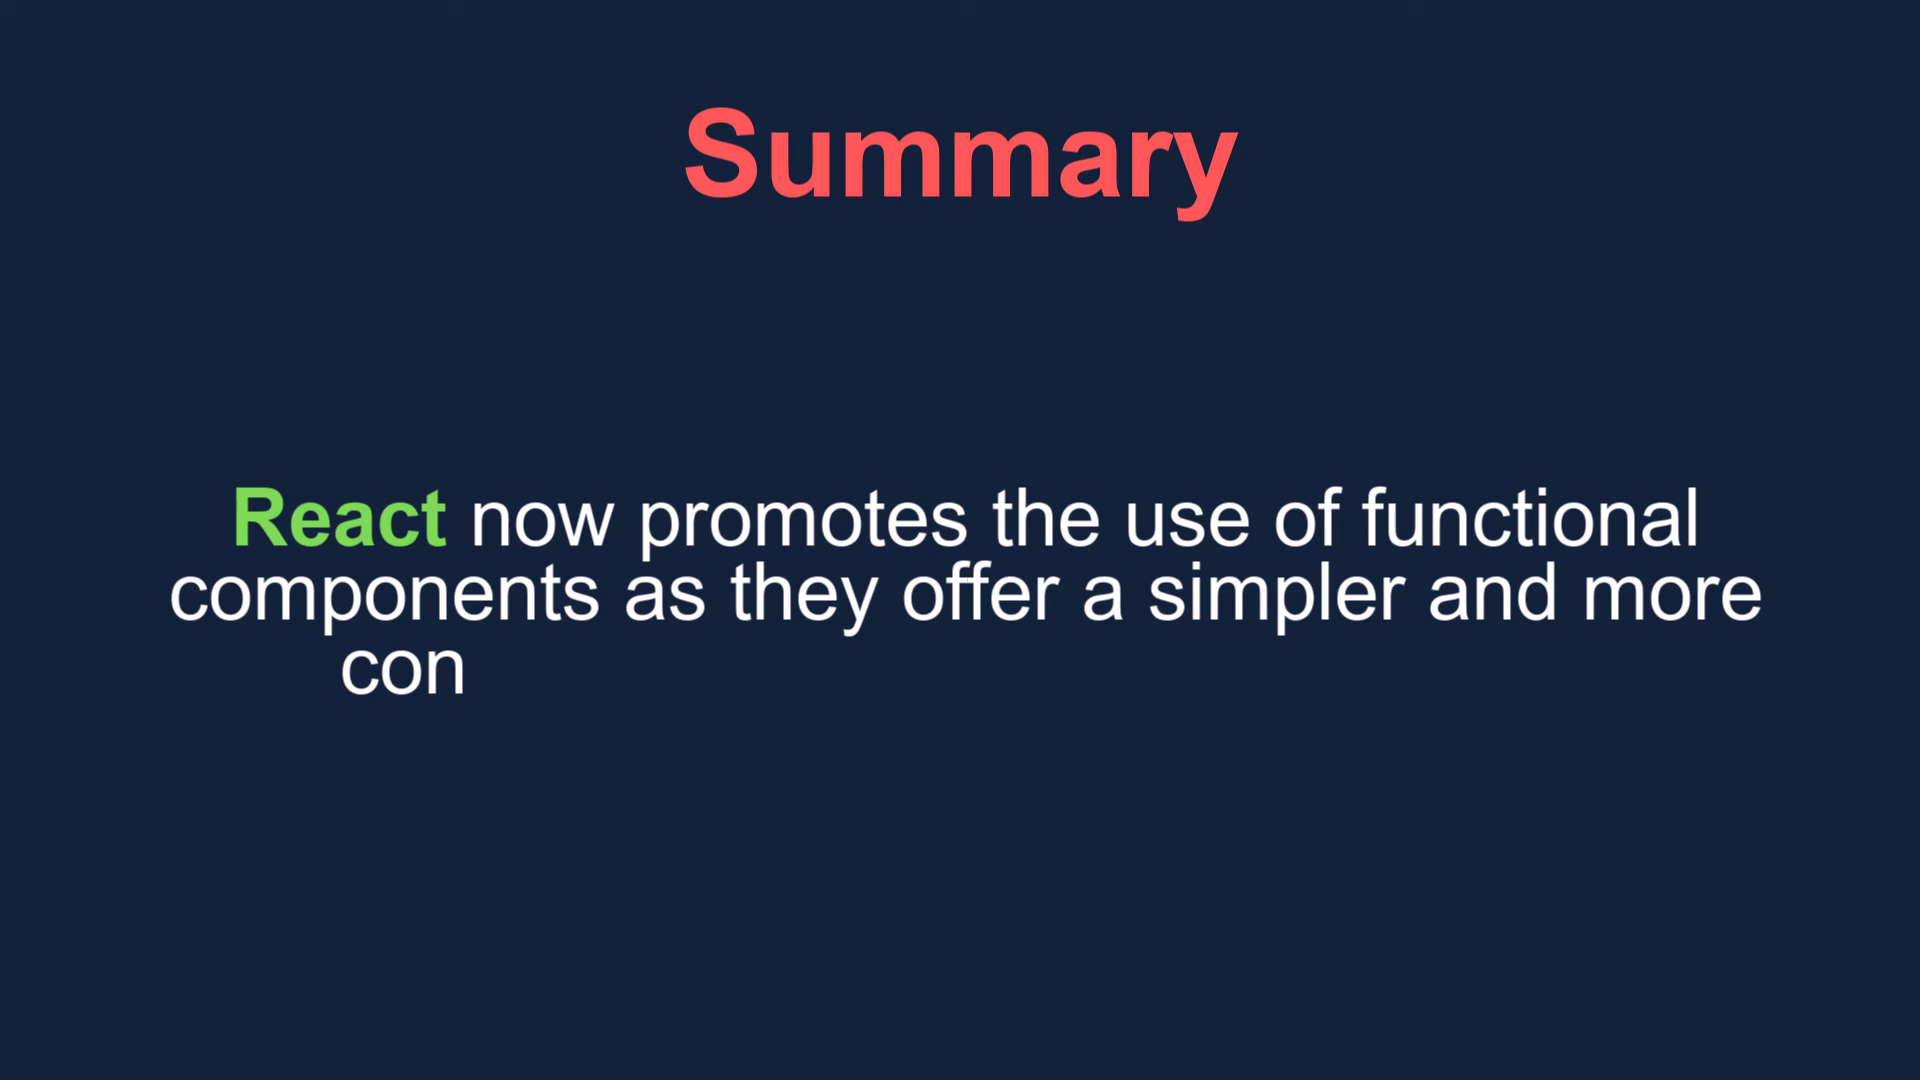 Summary
React now promotes the use of functional
components as they offer a simpler and more
con